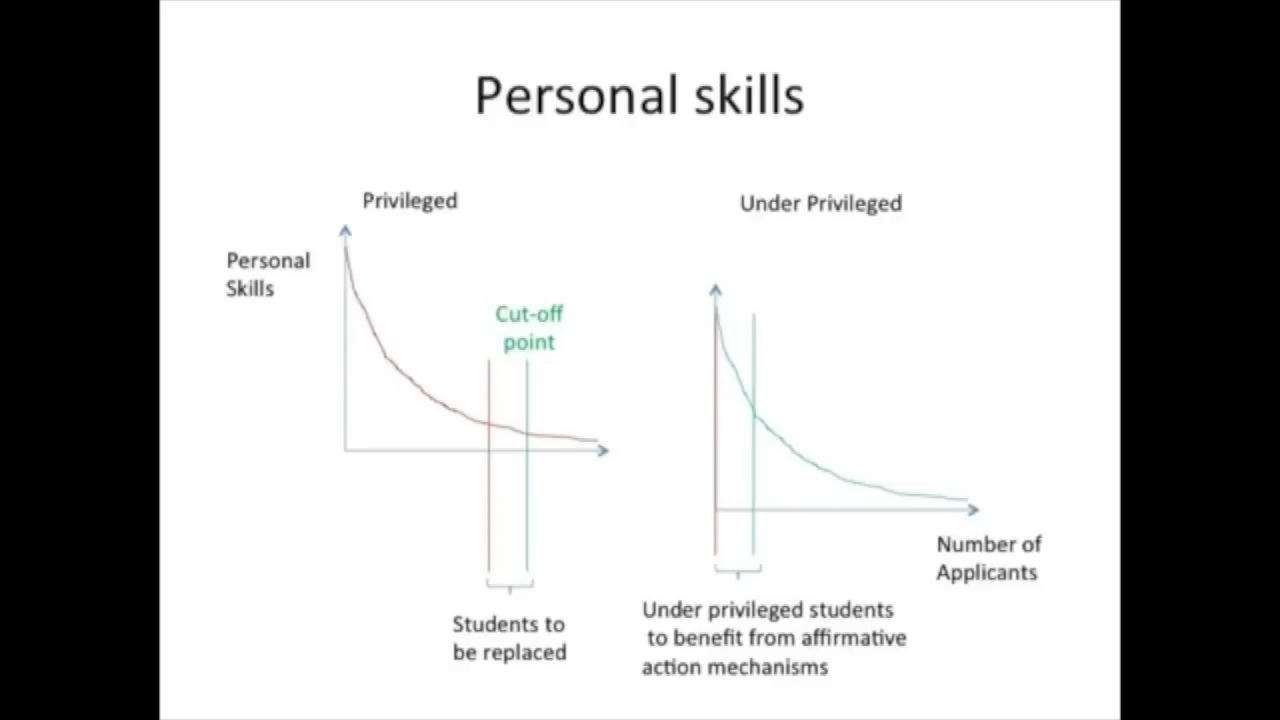 Personal skills
Privileged
Under Privileged
Personal
Skills
Cut-off
point
Number of
Applicants
Students to
be replaced
Under privileged students
to benefit from affirmative
action mechanisms